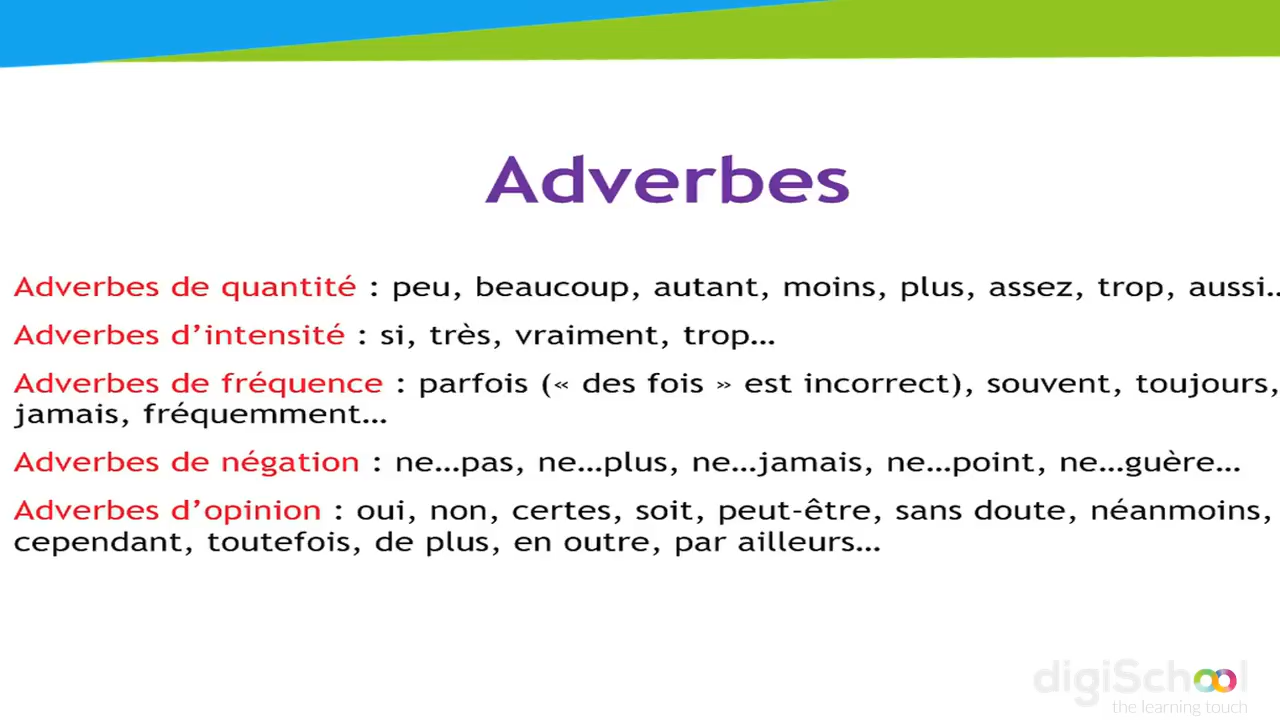 Adverbes
Adverbes de quantité : peu, beaucoup, autant, moins, plus, assez, trop, aussi..
Adverbes d’intensité : si, très, vraiment, trop...
Adverbes de fréquence : parfois (« des fois » est incorrect), souvent, toujours,
jamais, fréquemment...
Adverbes de négation : ne...pas, ne...plus, ne...jamais, ne...point, ne...guère...
Adverbes d’opinion : oui, non, certes, soit, peut-être, sans doute, néanmoins,
cependant, toutefois, de plus, en outre, par ailleurs...
digiSchool
the learning touch